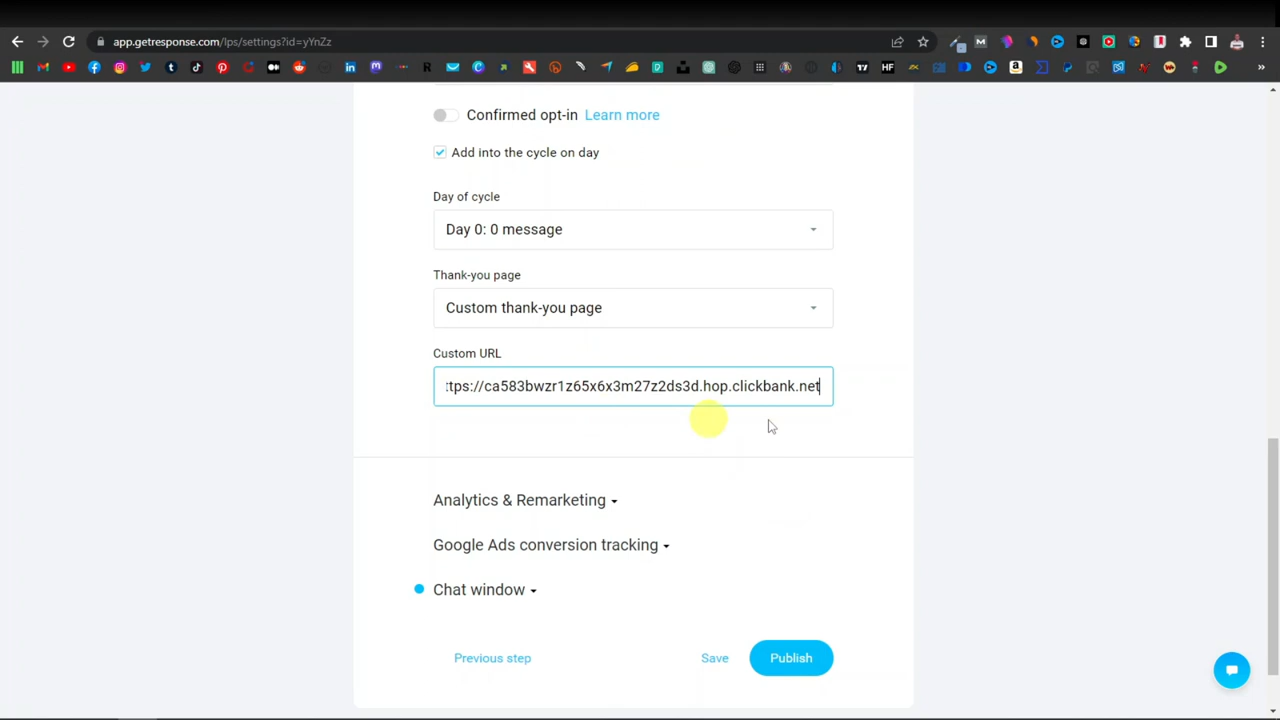 app.getresponse.com/lps/settings?id=yYnZz
Confirmed opt-in Learn more
Add into the cycle on day
Day of cycle
Day 0: 0 message
Thank-you page
Custom thank-you page
Custom URL
ttps://ca583bwzr1z65x6x3m27z2ds3d.hop.clickbank.net
Analytics & Remarketing
Google Ads conversion tracking
Chat window
Previous step
Save
Publish